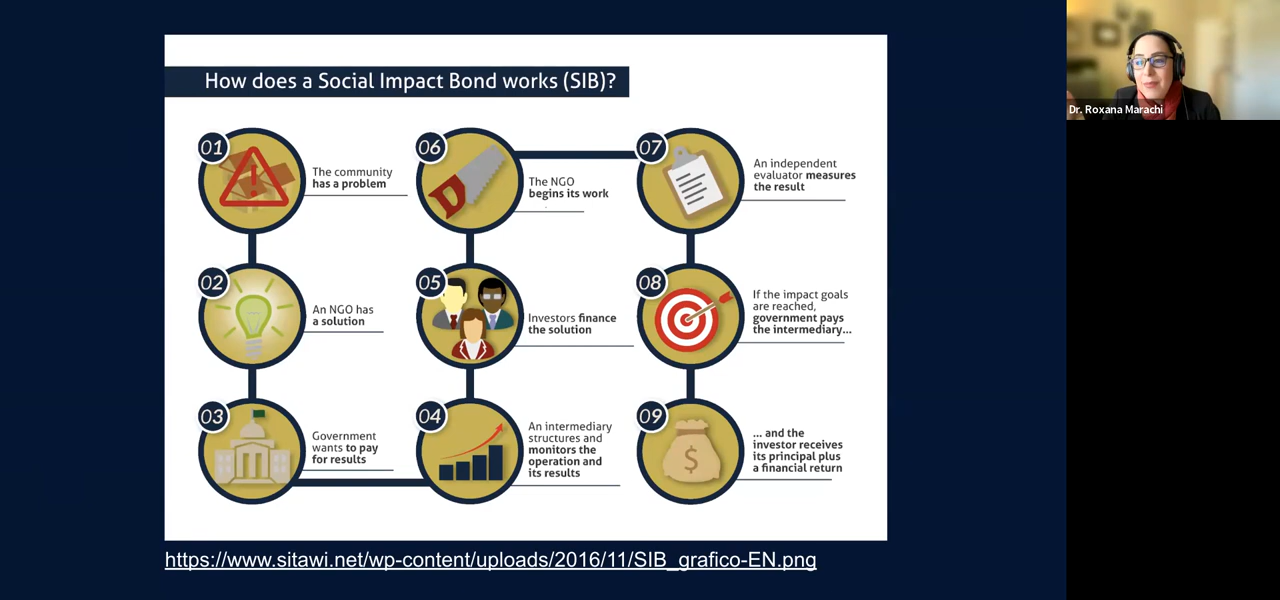 How does a Social Impact Bond works (SIB)?
01
The community
has a problem
02
An NGO has
a solution
03
Government
wants to pay
for results
04
An intermediary
structures and
monitors the
operation and
its results
05
Investors finance
the solution
06
The NGO
begins its work
07
An independent
evaluator measures
the result
08
If the impact goals
are reached,
government pays
the intermediary...
09
$
... and the
investor receives
its principal plus
a financial return
https://www.sitawi.net/wp-content/uploads/2016/11/SIB_grafico-EN.png
Dr. Roxana Marachi